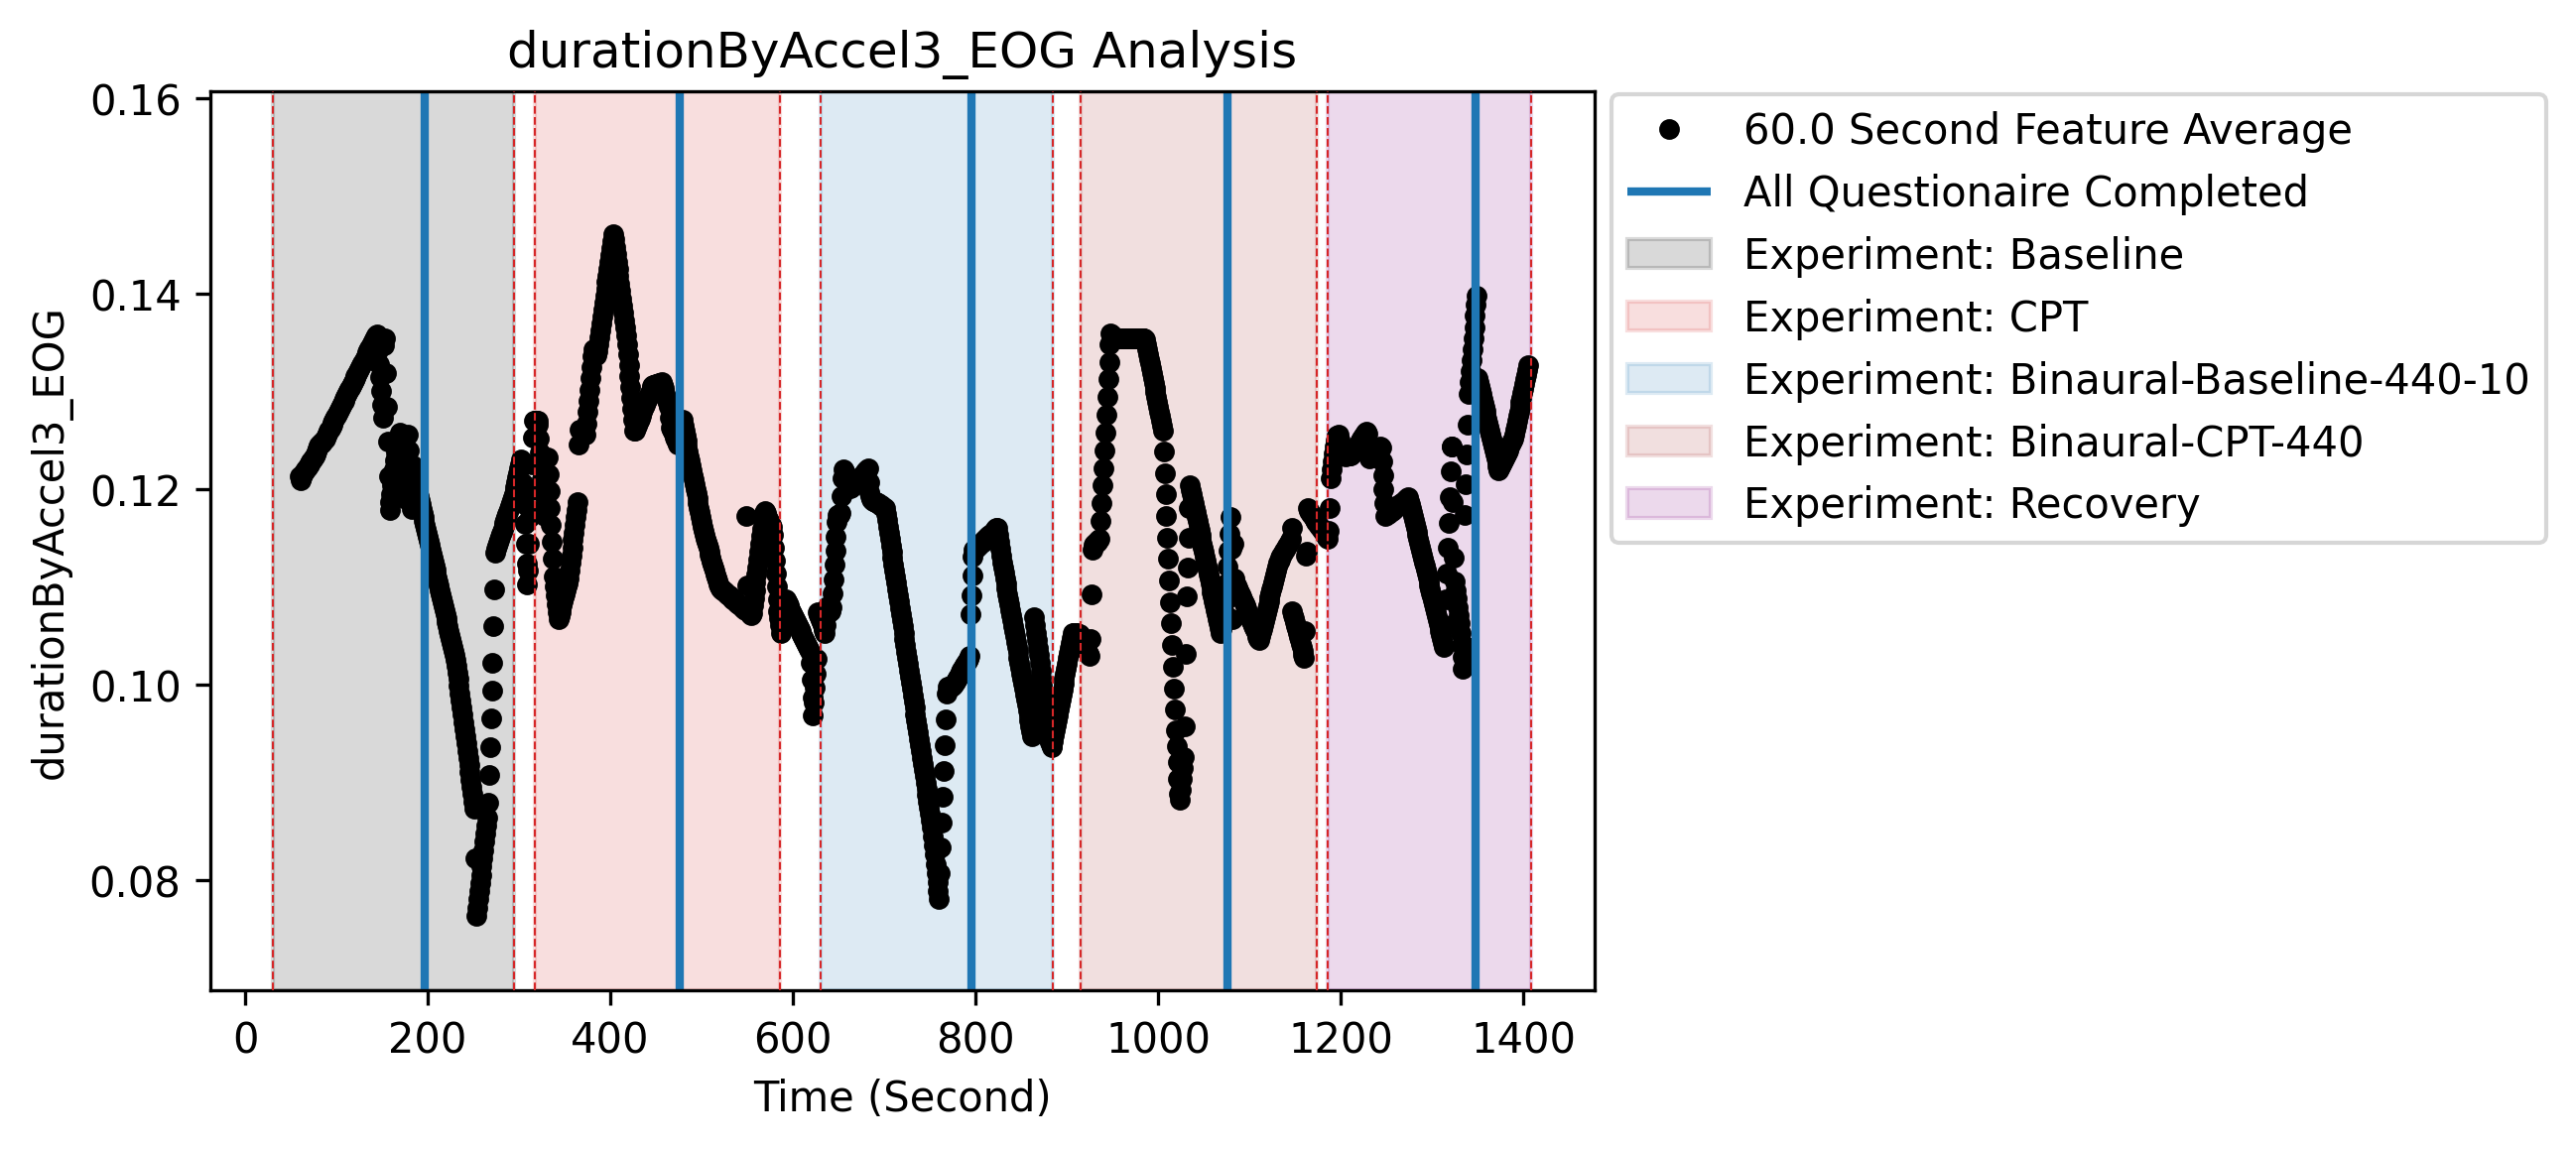 durationByAccel3_EOG Analysis
0.16
0.14
0.12
0.10
0.08
durationByAccel3_EOG
0 200 400 600 800 1000 1200 1400
Time (Second)
60.0 Second Feature Average
All Questionaire Completed
Experiment: Baseline
Experiment: CPT
Experiment: Binaural-Baseline-440-10
Experiment: Binaural-CPT-440
Experiment: Recovery